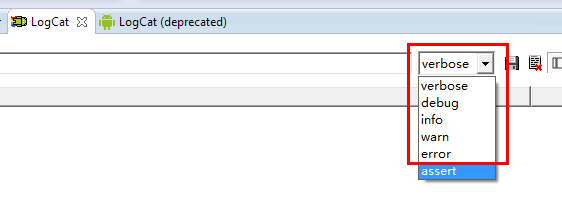 LogCat LogCat (deprecated)
verbose
verbose
debug
info
warn
error
assert